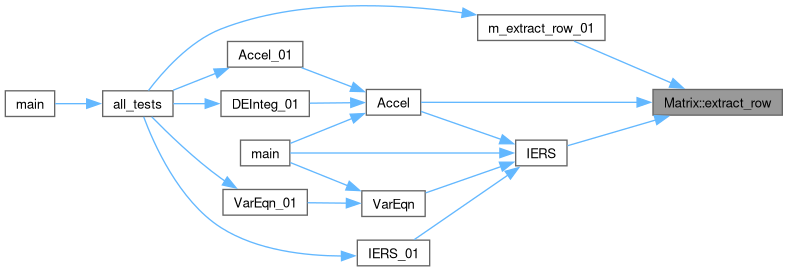 m_extract_row_01
Accel_01
main
all_tests
DEInteg_01
Accel
Matrix::extract_row
main
IERS
VarEqn_01
VarEqn
IERS_01